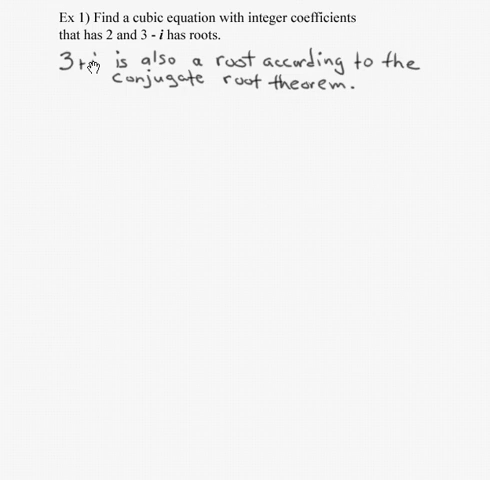 Ex 1) Find a cubic equation with integer coefficients
that has 2 and 3 - i has roots.
3+i is also a root according to the
conjugate root theorem.